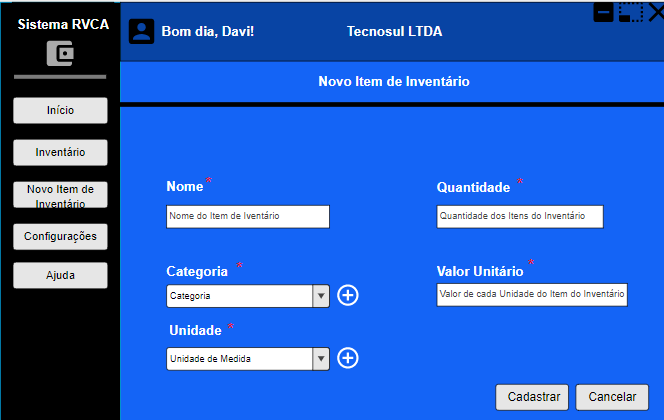 Sistema RVCA
Bom dia, Davi!
Tecnosul LTDA
Novo Item de Inventário
Início
Inventário
Novo Item de
Inventário
Configurações
Ajuda
Nome *
Nome do Item de Iventário
Quantidade *
Quantidade dos Itens do Inventário
Categoria *
Categoria
Valor Unitário *
Valor de cada Unidade do Item do Inventário
Unidade *
Unidade de Medida
Cadastrar
Cancelar